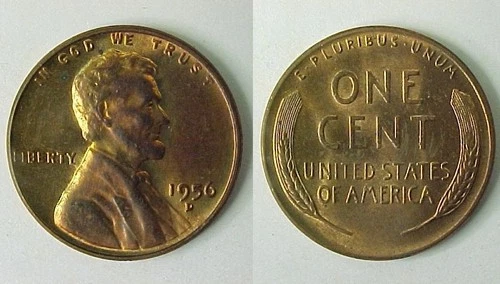 IN GOD WE TRUST
LIBERTY
1956
D
E·PLURIBUS·UNUM
ONE
CENT
UNITED STATES
OF AMERICA